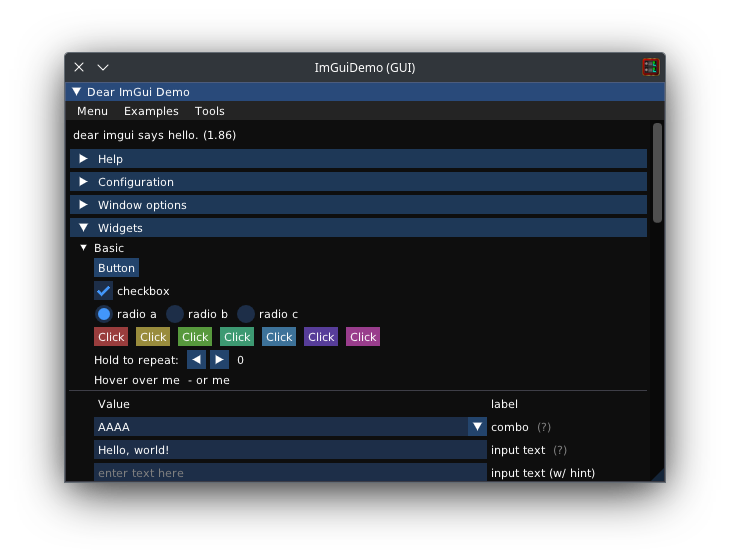 ImGuiDemo (GUI)
Dear ImGui Demo
Menu Examples Tools
dear imgui says hello. (1.86)
Help
Configuration
Window options
Widgets
Basic
Button
checkbox
radio a radio b radio c
Click Click Click Click Click Click Click
Hold to repeat: 0
Hover over me - or me
Value label
AAAA combo (?)
Hello, world! input text (?)
enter text here input text (w/ hint)